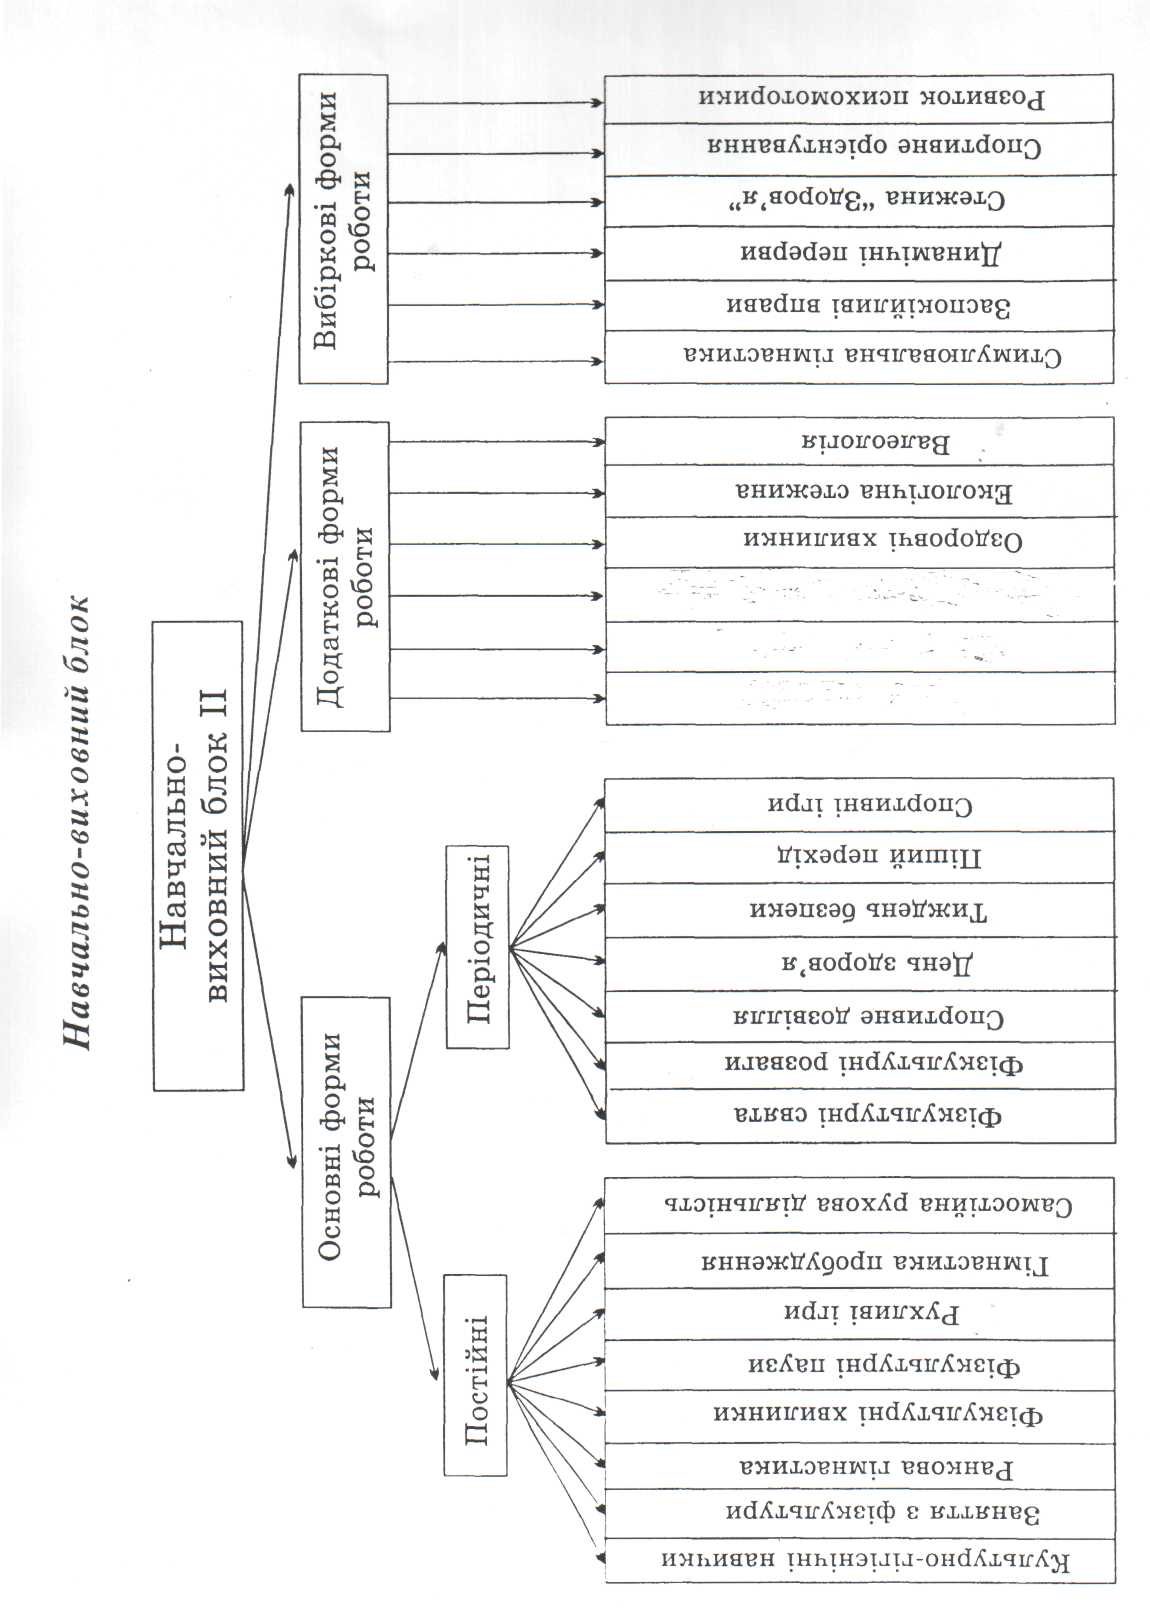 Навчально-виховний блок
Навчально-
виховний блок II
Основні форми
роботи
Додаткові форми
роботи
Вибіркові форми
роботи
Постійні
Періодичні
Культурно-гігієнічні навички
Заняття з фізкультури
Ранкова гімнастика
Фізкультурні хвилинки
Фізкультурні паузи
Рухливі ігри
Гімнастика пробудження
Самостійна рухова діяльність
Фізкультурні свята
Фізкультурні розваги
Спортивне дозвілля
День здоров'я
Тиждень безпеки
Піший перехід
Спортивні ігри
Оздоровчі хвилинки
Екологічна стежина
Валеологія
Стимулювальна гімнастика
Заспокійливі вправи
Динамічні перерви
Стежина “Здоров'я”
Спортивне орієнтування
Розвиток психомоторики